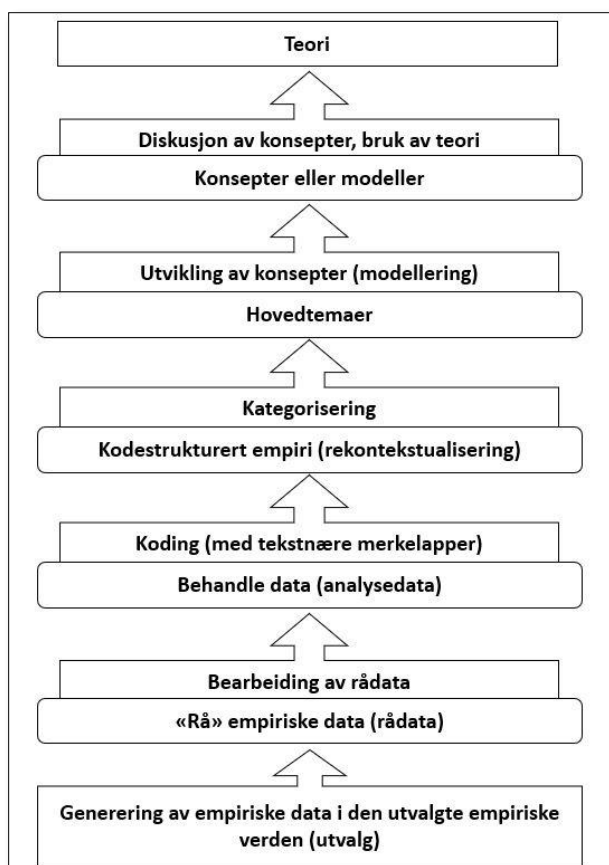 Teori
Diskusjon av konsepter, bruk av teori
Konsepter eller modeller
Utvikling av konsepter (modellering)
Hovedtemaer
Kategorisering
Kodestrukturert empiri (rekontekstualisering)
Koding (med tekstnære merkelapper)
Behandle data (analysedata)
Bearbeiding av rådata
«Rå» empiriske data (rådata)
Generering av empiriske data i den utvalgte empiriske
verden (utvalg)